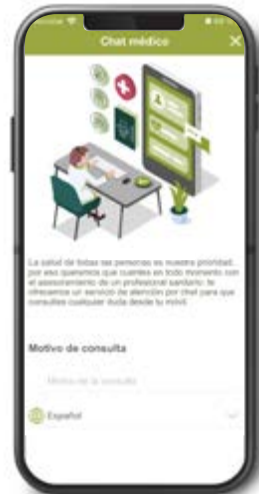 Chat médico
La salud de todas las personas es nuestra prioridad,
por eso queremos que cuentes en todo momento con
el asesoramiento de un profesional sanitario: te
ofrecemos un servicio de atención por chat para que
consultes cualquier duda desde tu móvil
Motivo de consulta
Motivo de la consulta
Español